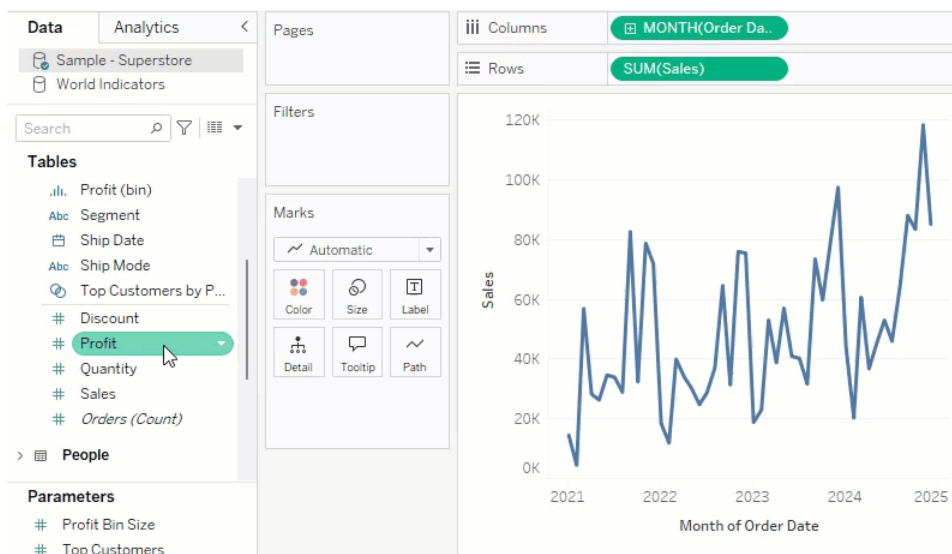 Data
Analytics
Sample - Superstore
World Indicators
Search
Tables
Profit (bin)
Abc Segment
Ship Date
Abc Ship Mode
Top Customers by P...
# Discount
# Profit
# Quantity
# Sales
# Orders (Count)
People
Parameters
# Profit Bin Size
# Top Customers
Pages
Filters
Marks
Automatic
Color
Size
T
Label
Detail
Tooltip
Path
Columns
MONTH(Order Da..
Rows
SUM(Sales)
120K
100K
80K
60K
40K
20K
0K
Sales
2021 2022 2023 2024 2025
Month of Order Date